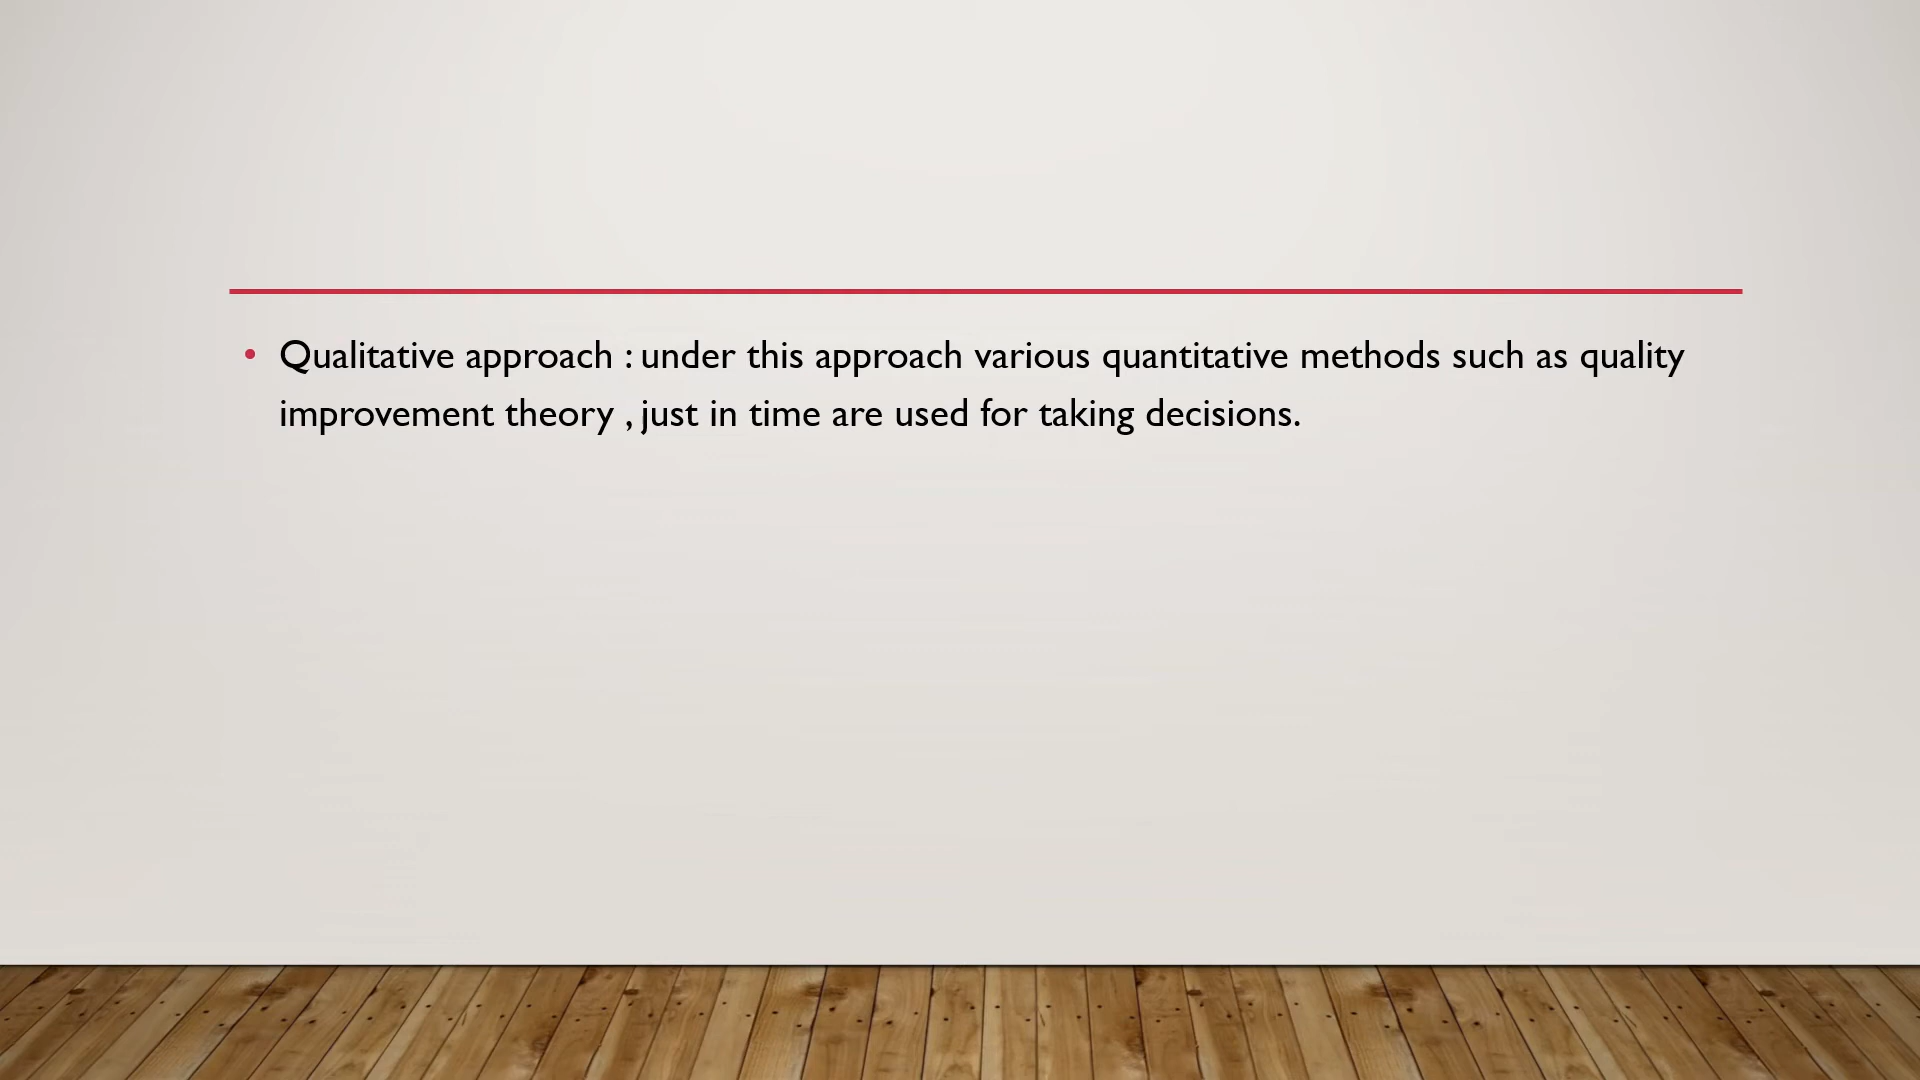 • Qualitative approach : under this approach various quantitative methods such as quality
improvement theory , just in time are used for taking decisions.